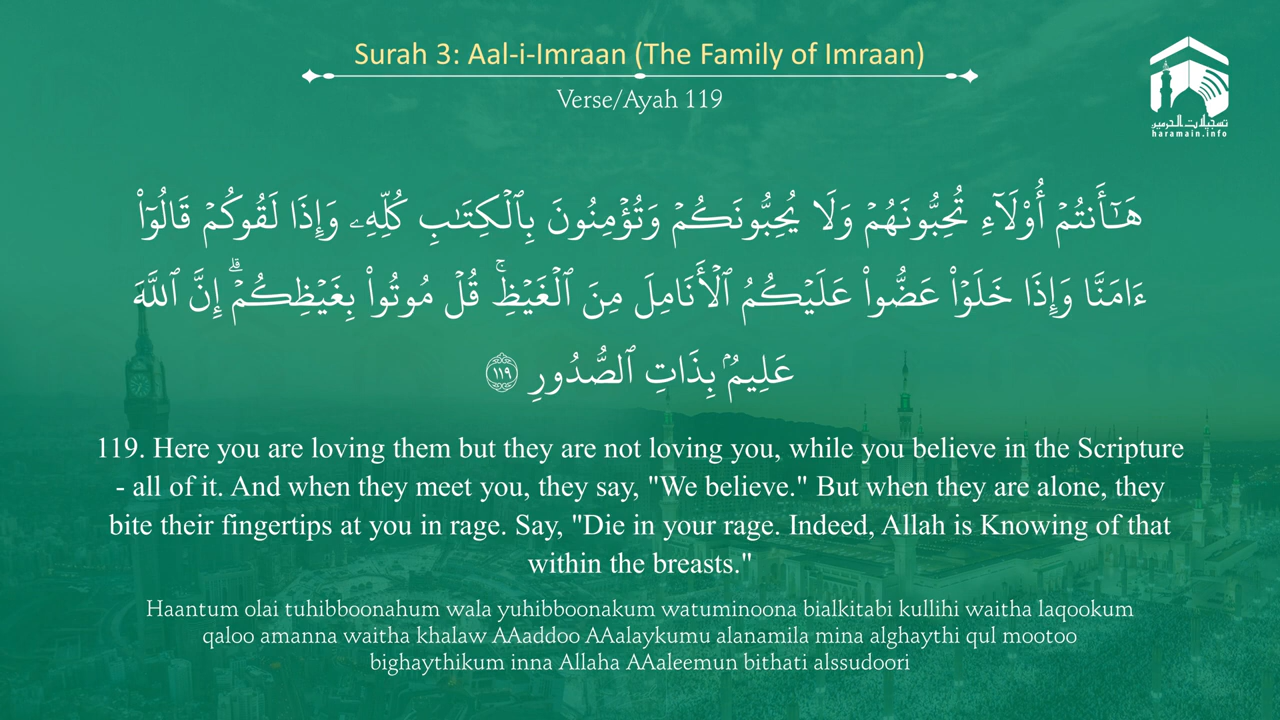 Surah 3: Aal-i-Imraan (The Family of Imraan)
Verse/Ayah 119
تسجيلات الحرمين
haramain.info
هَـٰٓأَنتُمْ أُو۟لَآءِ تُحِبُّونَهُمْ وَلَا يُحِبُّونَكُمْ وَتُؤْمِنُونَ بِٱلْكِتَـٰبِ كُلِّهِۦ وَإِذَا لَقُوكُمْ قَالُوٓا۟
ءَامَنَّا وَإِذَا خَلَوْا۟ عَضُّوا۟ عَلَيْكُمُ ٱلْأَنَامِلَ مِنَ ٱلْغَيْظِ ۚ قُلْ مُوتُوا۟ بِغَيْظِكُمْ ۗ إِنَّ ٱللَّهَ
عَلِيمٌۢ بِذَاتِ ٱلصُّدُورِ ١١٩
119. Here you are loving them but they are not loving you, while you believe in the Scripture
- all of it. And when they meet you, they say, "We believe." But when they are alone, they
bite their fingertips at you in rage. Say, "Die in your rage. Indeed, Allah is Knowing of that
within the breasts."
Haantum olai tuhibboonahum wala yuhibboonakum watuminoona bialkitabi kullihi waitha laqookum
qaloo amanna waitha khalaw AAaddoo AAalaykumu alanamila mina alghaythi qul mootoo
bighaythikum inna Allaha AAaleemun bithati alssudoori